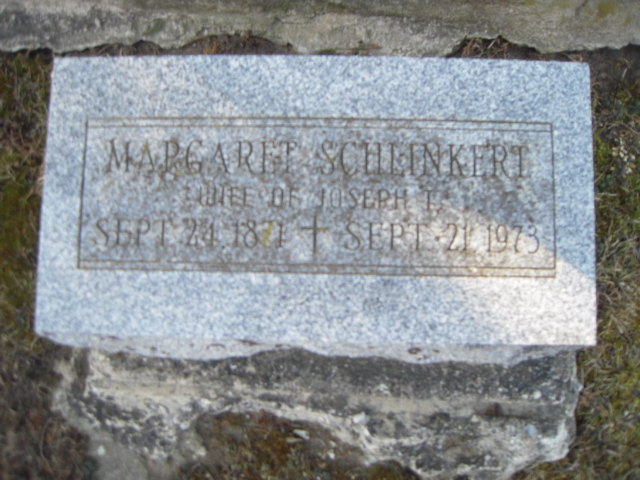 MARGARET SCHLINKERT
WIFE OF JOSEPH T.
SEPT 24 1871 + SEPT. 21 1973